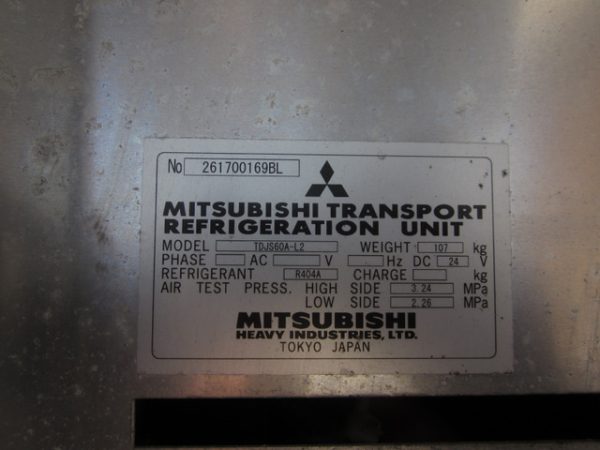 No 261700169BL
MITSUBISHI TRANSPORT
REFRIGERATION UNIT
MODEL TDJS60A-L2 WEIGHT 107 kg
PHASE AC V Hz DC 24 V
REFRIGERANT R404A CHARGE kg
AIR TEST PRESS. HIGH SIDE 3.24 MPa
LOW SIDE 2.26 MPa
MITSUBISHI
HEAVY INDUSTRIES, LTD.
TOKYO JAPAN